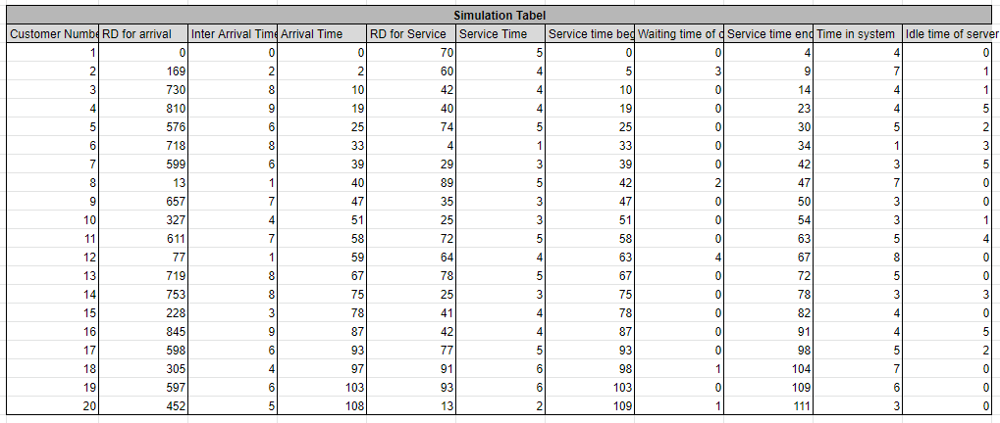 Simulation Tabel
Customer Numbe RD for arrival Inter Arrival Time Arrival Time RD for Service Service Time Service time beg Waiting time of c Service time end Time in system Idle time of server
1 0 0 0 70 5 0 0 4 4 0
2 169 2 2 60 4 5 3 9 7 1
3 730 8 10 42 4 10 0 14 4 1
4 810 9 19 40 4 19 0 23 4 5
5 576 6 25 74 5 25 0 30 5 2
6 718 8 33 4 1 33 0 34 1 3
7 599 6 39 29 3 39 0 42 3 5
8 13 1 40 89 5 42 2 47 7 0
9 657 7 47 35 3 47 0 50 3 0
10 327 4 51 25 3 51 0 54 3 1
11 611 7 58 72 5 58 0 63 5 4
12 77 1 59 64 4 63 4 67 8 0
13 719 8 67 78 5 67 0 72 5 0
14 753 8 75 25 3 75 0 78 3 3
15 228 3 78 41 4 78 0 82 4 0
16 845 9 87 42 4 87 0 91 4 5
17 598 6 93 77 5 93 0 98 5 2
18 305 4 97 91 6 98 1 104 7 0
19 597 6 103 93 6 103 0 109 6 0
20 452 5 108 13 2 109 1 111 3 0